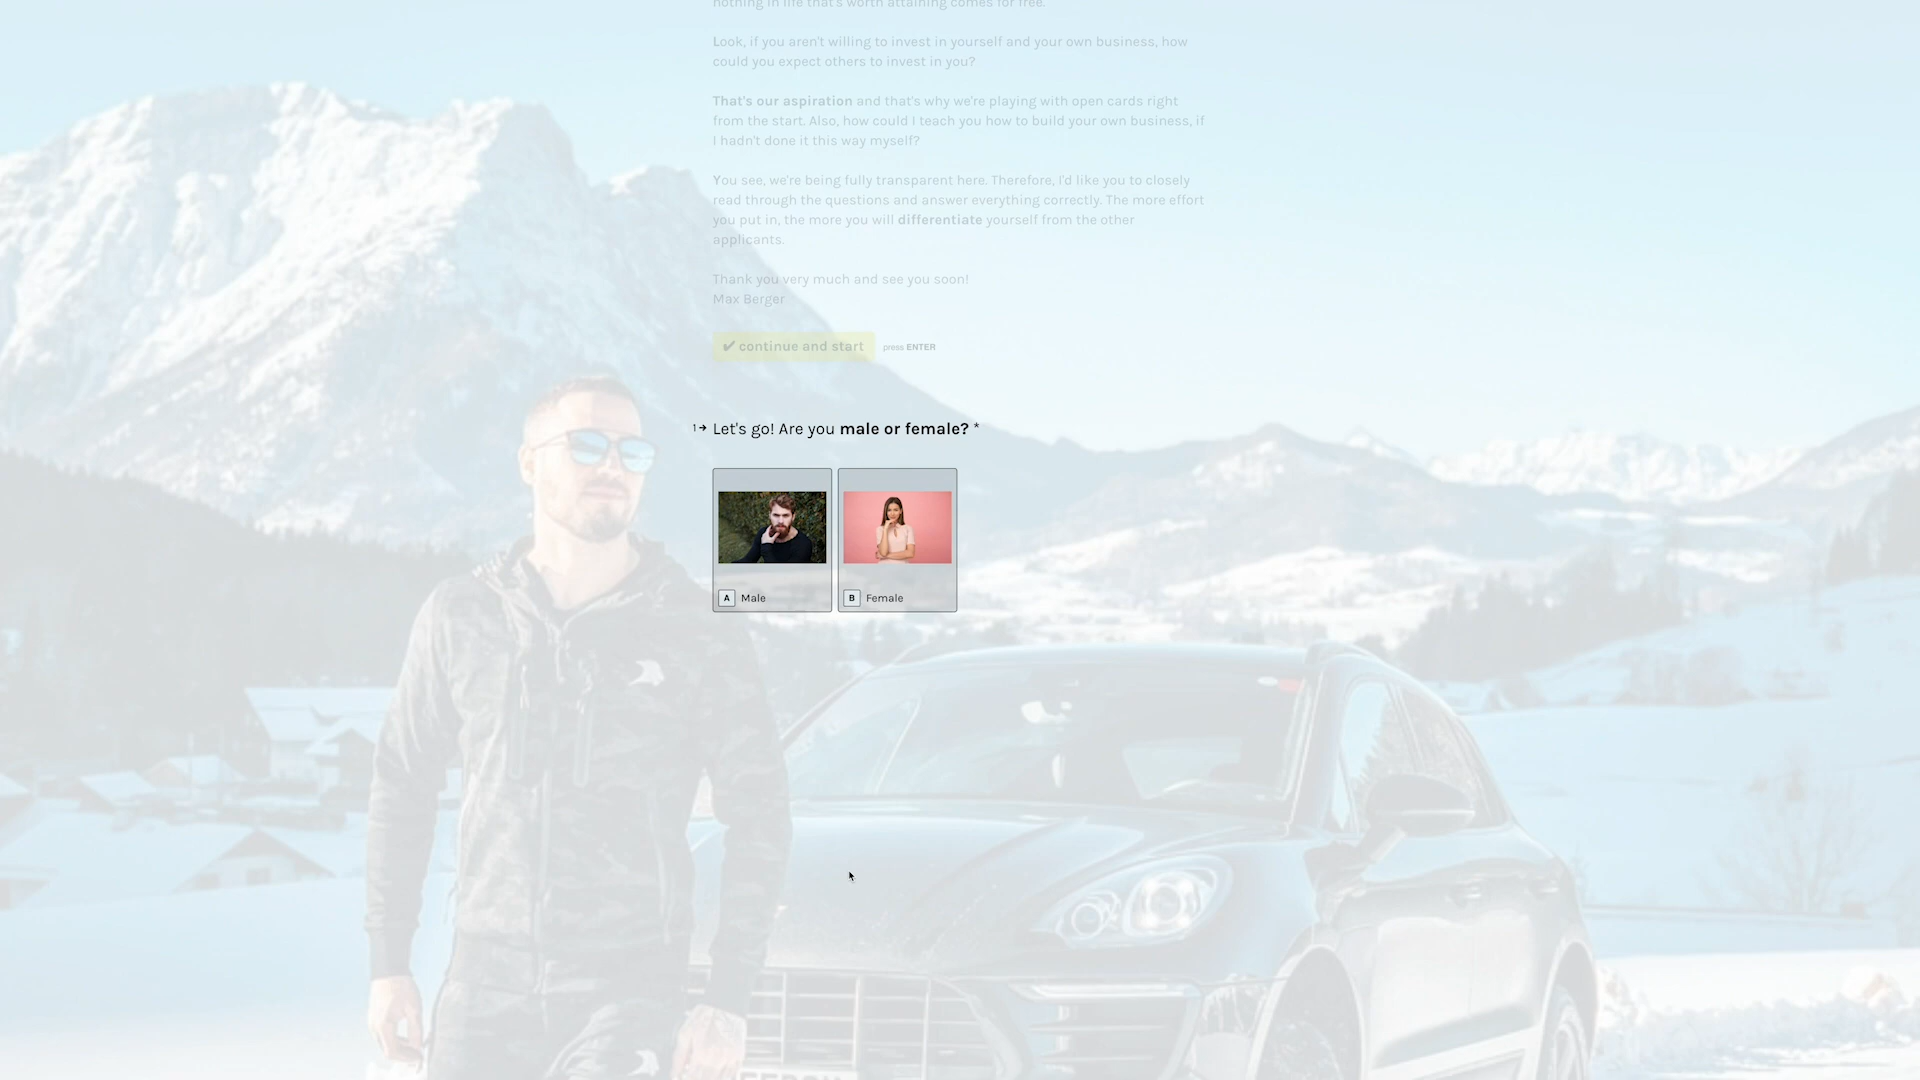 nothing in life that's worth attaining comes for free.
Look, if you aren't willing to invest in yourself and your own business, how
could you expect others to invest in you?
That's our aspiration and that's why we're playing with open cards right
from the start. Also, how could I teach you how to build your own business, if
I hadn't done it this way myself?
You see, we're being fully transparent here. Therefore, I'd like you to closely
read through the questions and answer everything correctly. The more effort
you put in, the more you will differentiate yourself from the other
applicants.
Thank you very much and see you soon!
Max Berger
✔ continue and start press ENTER
1→ Let's go! Are you male or female? *
A Male
B Female